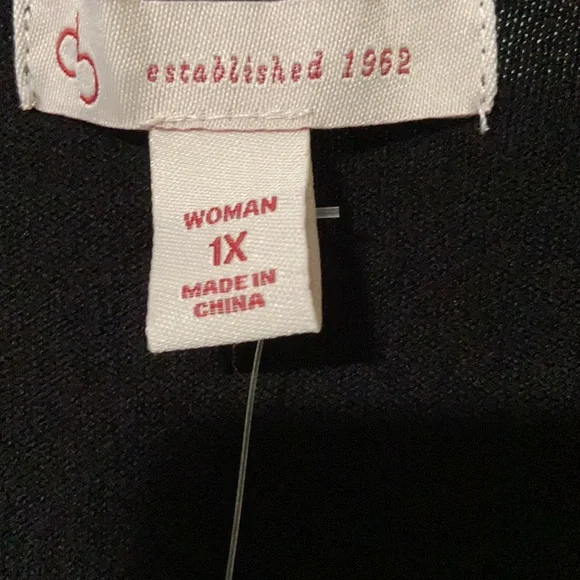 established 1962
WOMAN
1X
MADE IN
CHINA